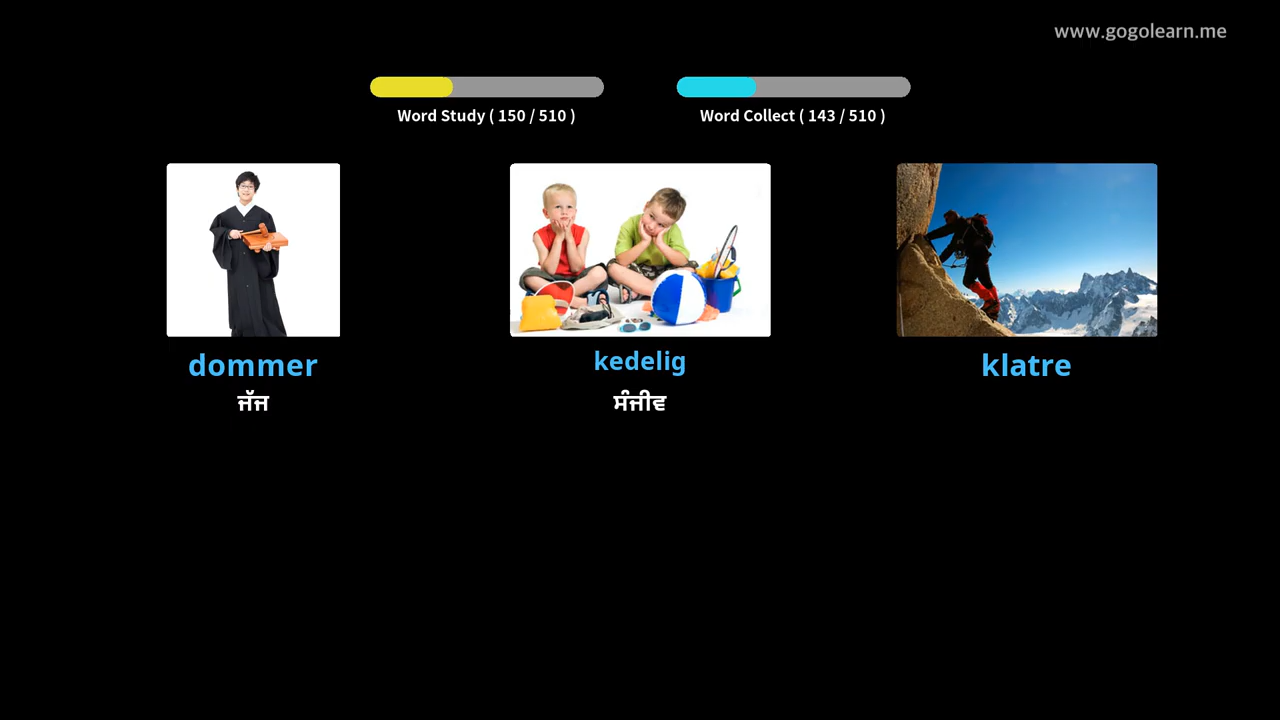 www.gogolearn.me
Word Study ( 150 / 510 )
Word Collect ( 143 / 510 )
dommer
kedelig
klatre
ਜੱਜ
ਸੰਜੀਵ